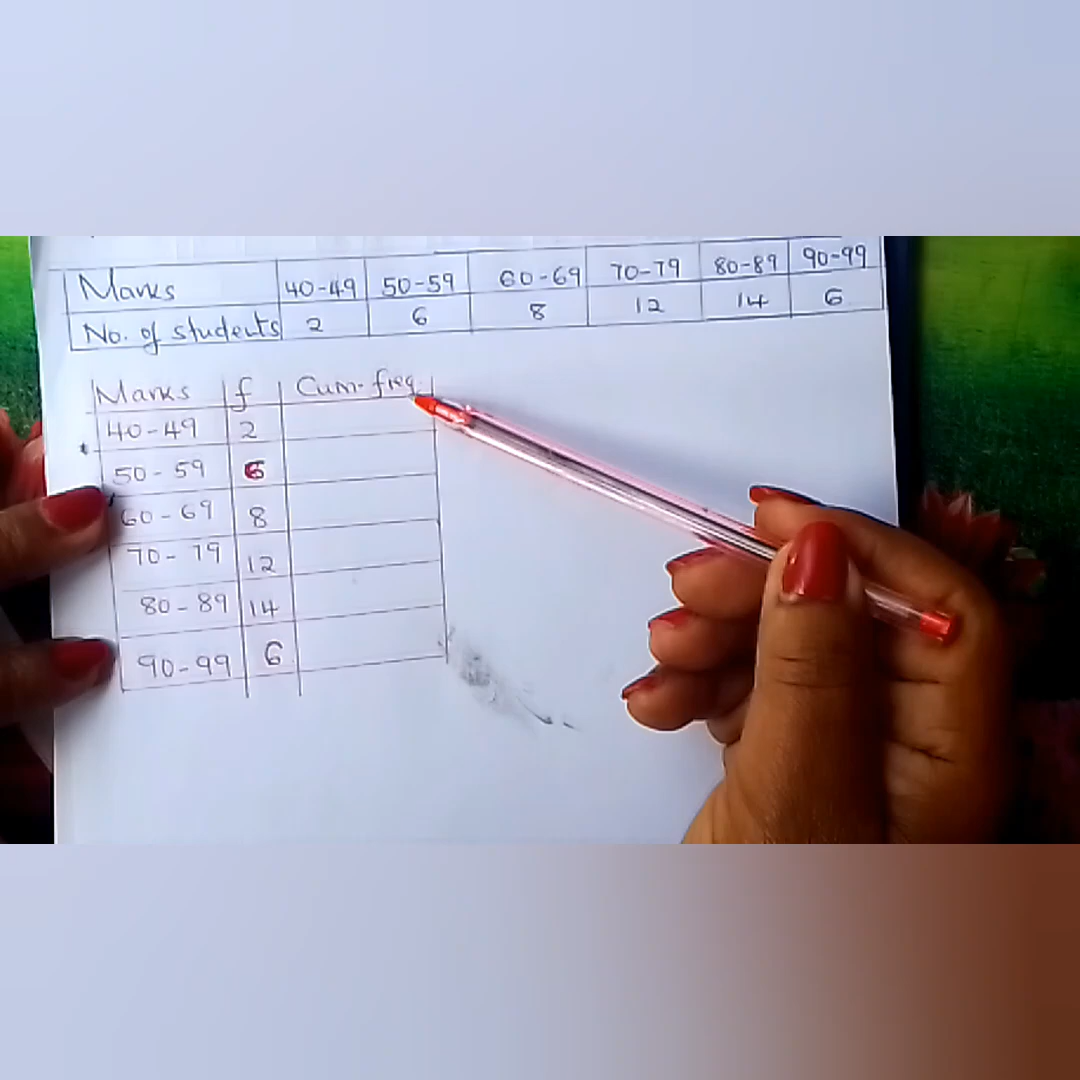 Marks 40-49 50-59 60-69 70-79 80-89 90-99
No. of students 2 6 8 12 14 6
Marks f Cum. freq.
40-49 2
50-59 6
60-69 8
70-79 12
80-89 14
90-99 6